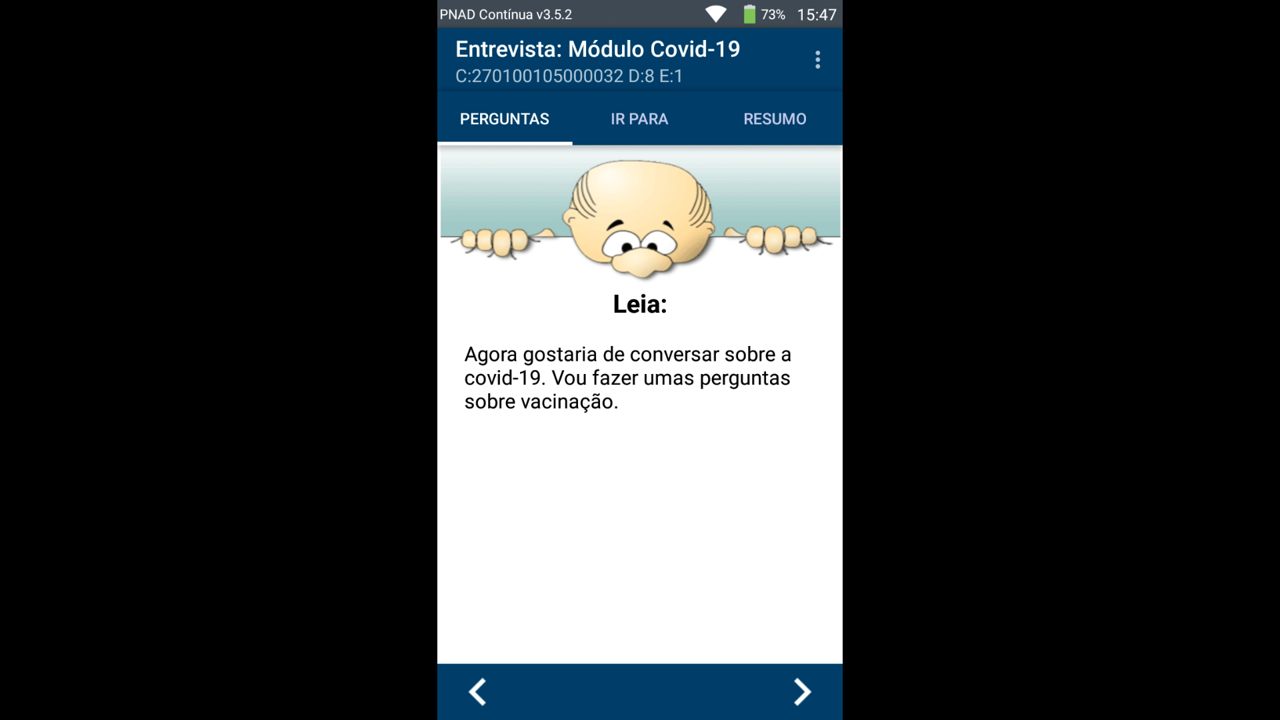 PNAD Contínua v3.5.2 73% 15:47
Entrevista: Módulo Covid-19
C:270100105000032 D:8 E:1
PERGUNTAS IR PARA RESUMO
Leia:
Agora gostaria de conversar sobre a
covid-19. Vou fazer umas perguntas
sobre vacinação.